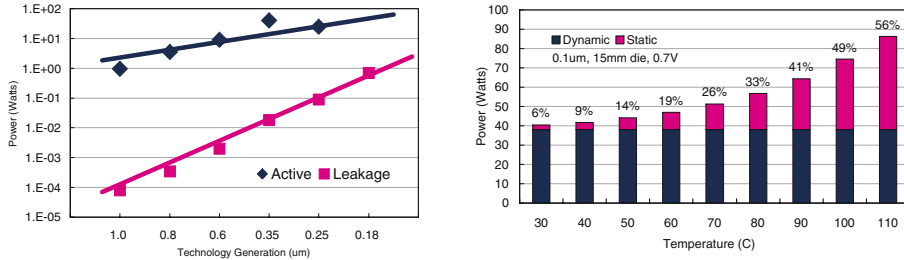 1.E+02
1.E+01
1.E+00
1.E-01
1.E-02
1.E-03
1.E-04
1.E-05
Power (Watts)
Active Leakage
1.0 0.8 0.6 0.35 0.25 0.18
Technology Generation (um)
100
90
80
70
60
50
40
30
20
10
0
Power (Watts)
Dynamic Static
0.1um, 15mm die, 0.7V
6% 9% 14% 19% 26% 33% 41% 49% 56%
30 40 50 60 70 80 90 100 110
Temperature (C)